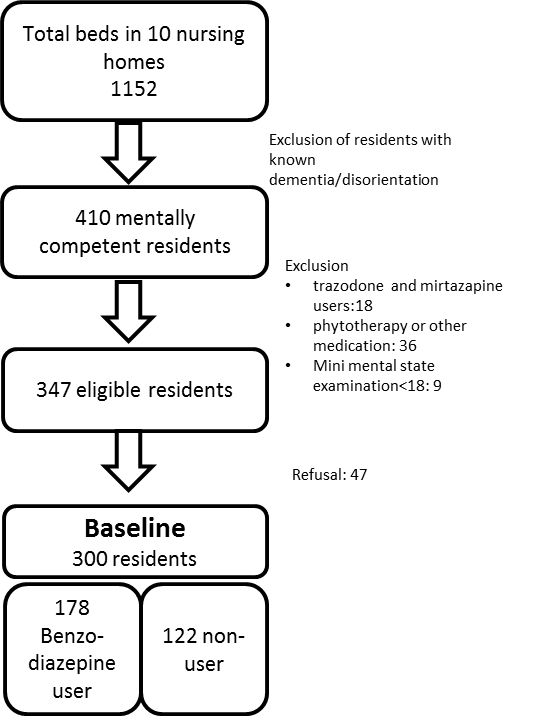 Total beds in 10 nursing
homes
1152
Exclusion of residents with
known
dementia/disorientation
410 mentally
competent residents
Exclusion
• trazodone and mirtazapine
users:18
• phytotherapy or other
medication: 36
• Mini mental state
examination<18: 9
347 eligible residents
Refusal: 47
Baseline
300 residents
178
Benzo-
diazepine
user
122 non-
user